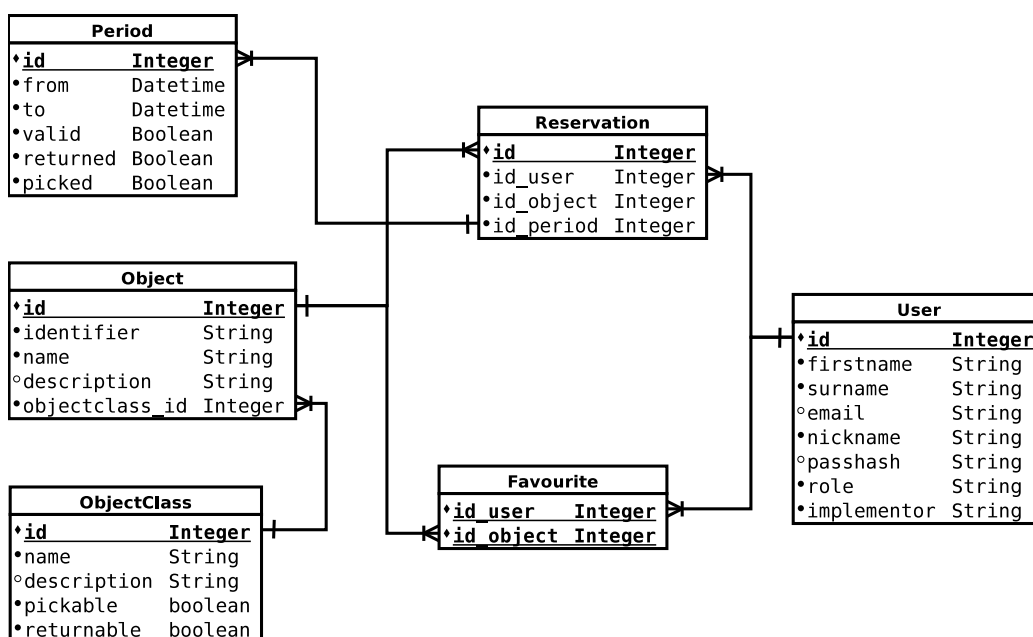 Period
id Integer
from Datetime
to Datetime
valid Boolean
returned Boolean
picked Boolean
Reservation
id Integer
id_user Integer
id_object Integer
id_period Integer
Object
id Integer
identifier String
name String
description String
objectclass_id Integer
User
id Integer
firstname String
surname String
email String
nickname String
passhash String
role String
implementor String
ObjectClass
id Integer
name String
description String
pickable boolean
returnable boolean
Favourite
id_user Integer
id_object Integer